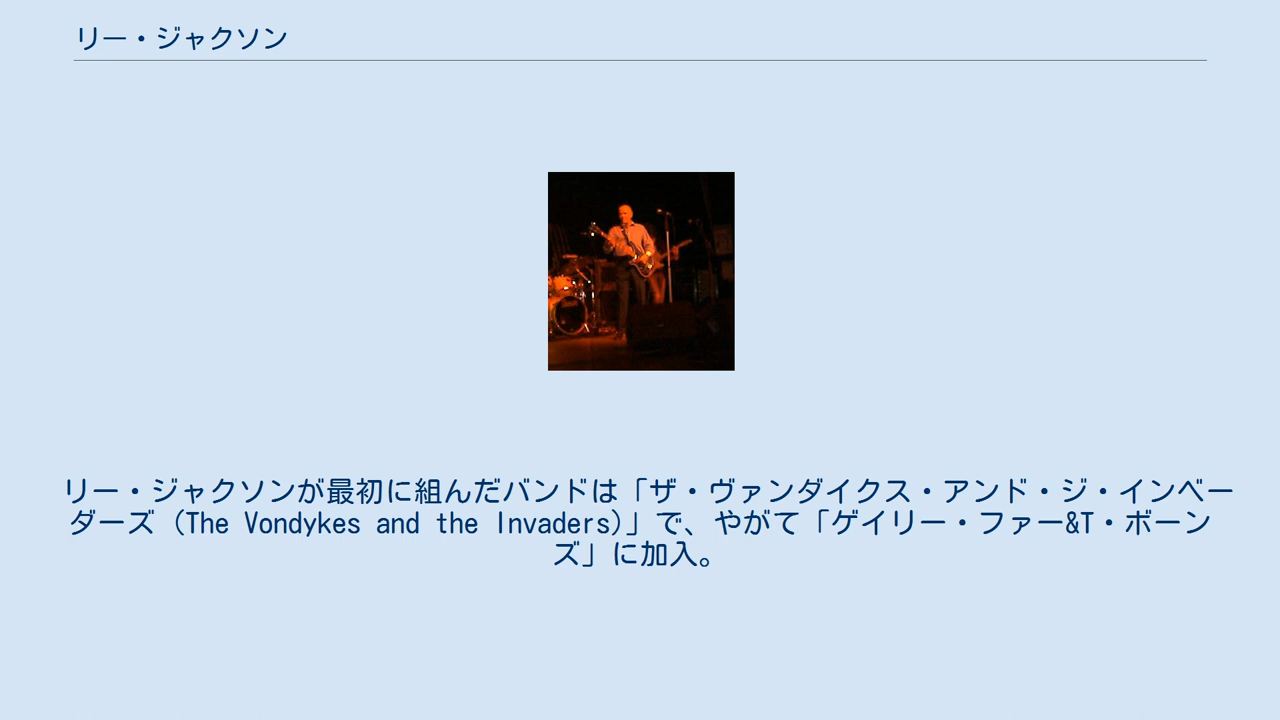 リー・ジャクソン
リー・ジャクソンが最初に組んだバンドは「ザ・ヴァンダイクス・アンド・ジ・インベー
ダーズ（The Vondykes and the Invaders)」で、やがて「ゲイリー・ファー&T・ボーン
ズ」に加入。